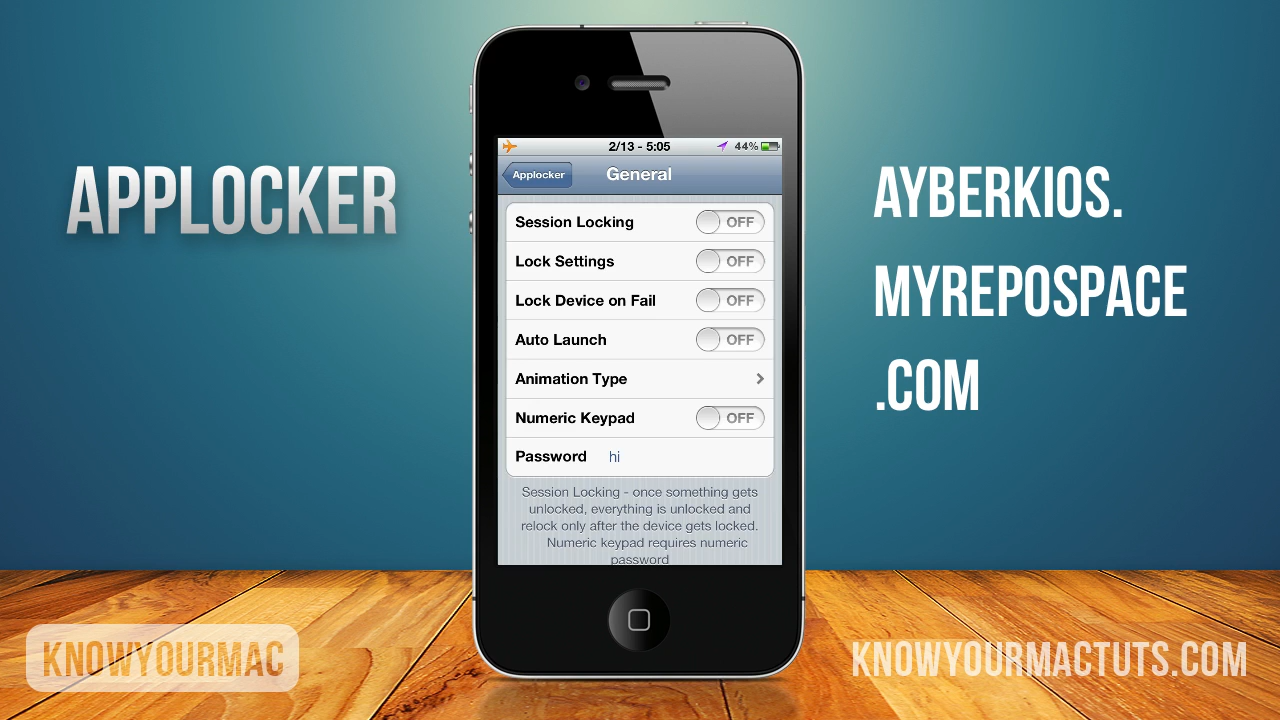 APPLOCKER
2/13 - 5:05
44%
Applocker
General
Session Locking OFF
Lock Settings OFF
Lock Device on Fail OFF
Auto Launch OFF
Animation Type
Numeric Keypad OFF
Password hi
Session Locking - once something gets
unlocked, everything is unlocked and
relock only after the device gets locked.
Numeric keypad requires numeric
password
AYBERKIOS.
MYREPOSPACE
.COM
KNOWYOURMAC
KNOWYOURMACTUTS.COM